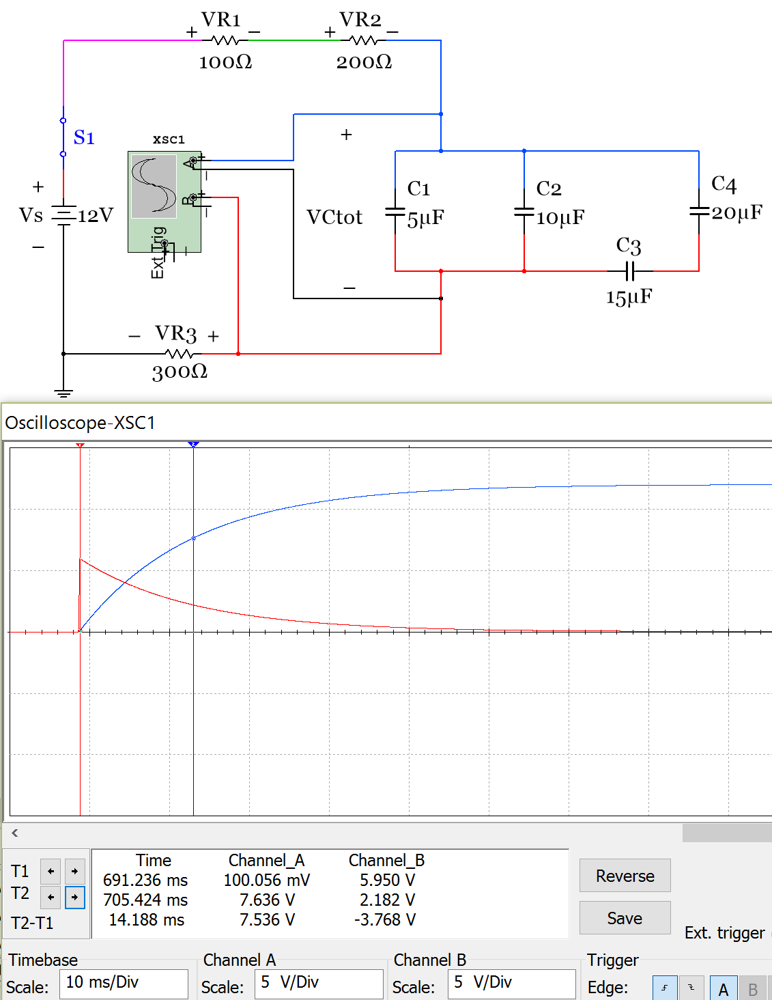 VR1
VR2
+ −
+ −
100Ω
200Ω
S1
XSC1
+
A
+
−
B
+
−
Ext Trig
+
−
+
Vs
12V
−
VCtot
−
C1
5µF
C2
10µF
C4
20µF
C3
15µF
− VR3 +
300Ω
Oscilloscope-XSC1
1
2
<
Time Channel_A Channel_B
T1 691.236 ms 100.056 mV 5.950 V
T2 705.424 ms 7.636 V 2.182 V
T2-T1 14.188 ms 7.536 V -3.768 V
Reverse
Save
Ext. trigger
Timebase
Scale: 10 ms/Div
Channel A
Scale: 5 V/Div
Channel B
Scale: 5 V/Div
Trigger
Edge: A B